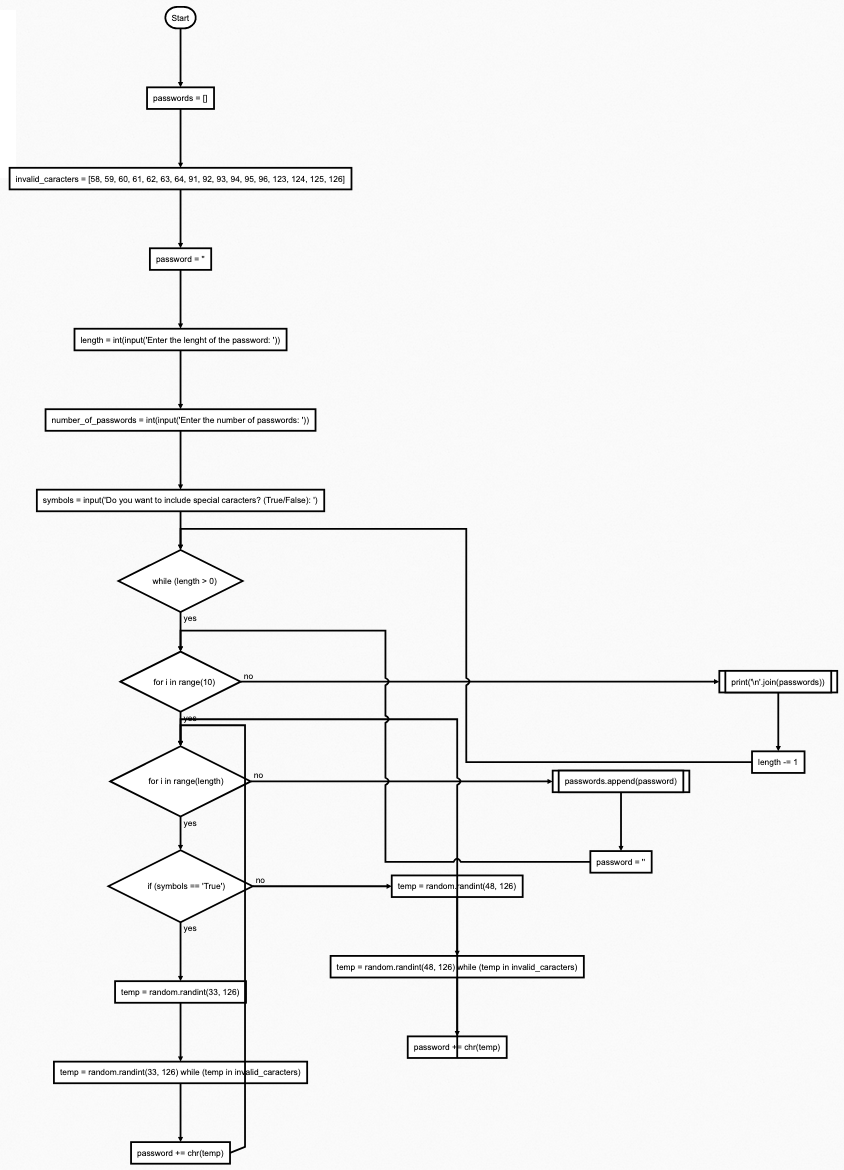 Start
passwords = []
invalid_caracters = [58, 59, 60, 61, 62, 63, 64, 91, 92, 93, 94, 95, 96, 123, 124, 125, 126]
password = ''
length = int(input('Enter the lenght of the password: '))
number_of_passwords = int(input('Enter the number of passwords: '))
symbols = input('Do you want to include special caracters? (True/False): ')
while (length > 0)
yes
for i in range(10)
no
print('\n'.join(passwords))
yes
length -= 1
for i in range(length)
no
passwords.append(password)
yes
password = ''
if (symbols == 'True')
no
temp = random.randint(48, 126)
yes
temp = random.randint(48, 126) while (temp in invalid_caracters)
temp = random.randint(33, 126)
password += chr(temp)
temp = random.randint(33, 126) while (temp in invalid_caracters)
password += chr(temp)